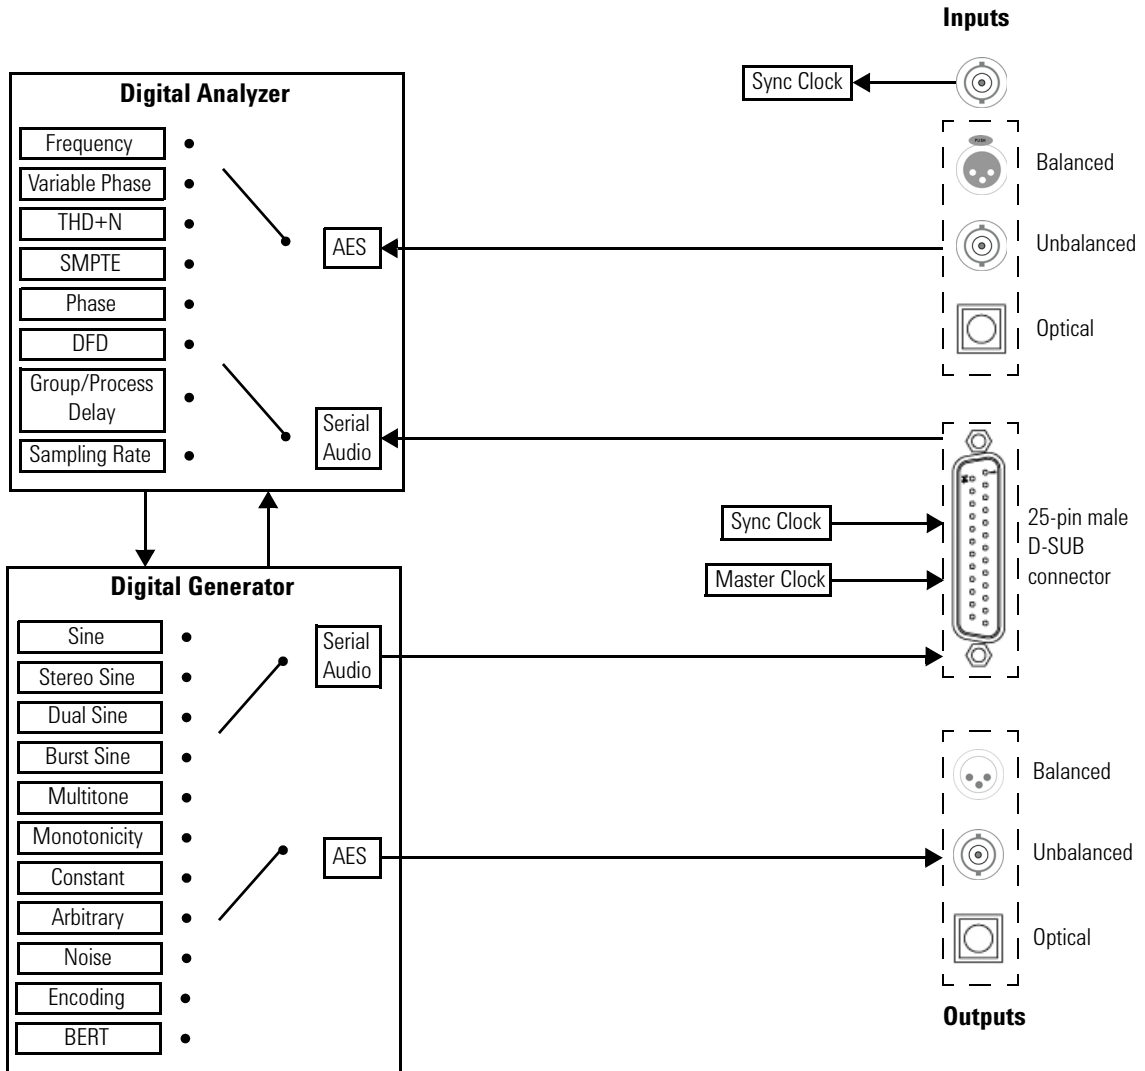 Inputs
Sync Clock
Balanced
Unbalanced
Optical
Digital Analyzer
Frequency
Variable Phase
THD+N
SMPTE
Phase
DFD
Group/Process
Delay
Sampling Rate
AES
Serial
Audio
Sync Clock
Master Clock
25-pin male
D-SUB
connector
Digital Generator
Sine
Stereo Sine
Dual Sine
Burst Sine
Multitone
Monotonicity
Constant
Arbitrary
Noise
Encoding
BERT
Serial
Audio
AES
Balanced
Unbalanced
Optical
Outputs